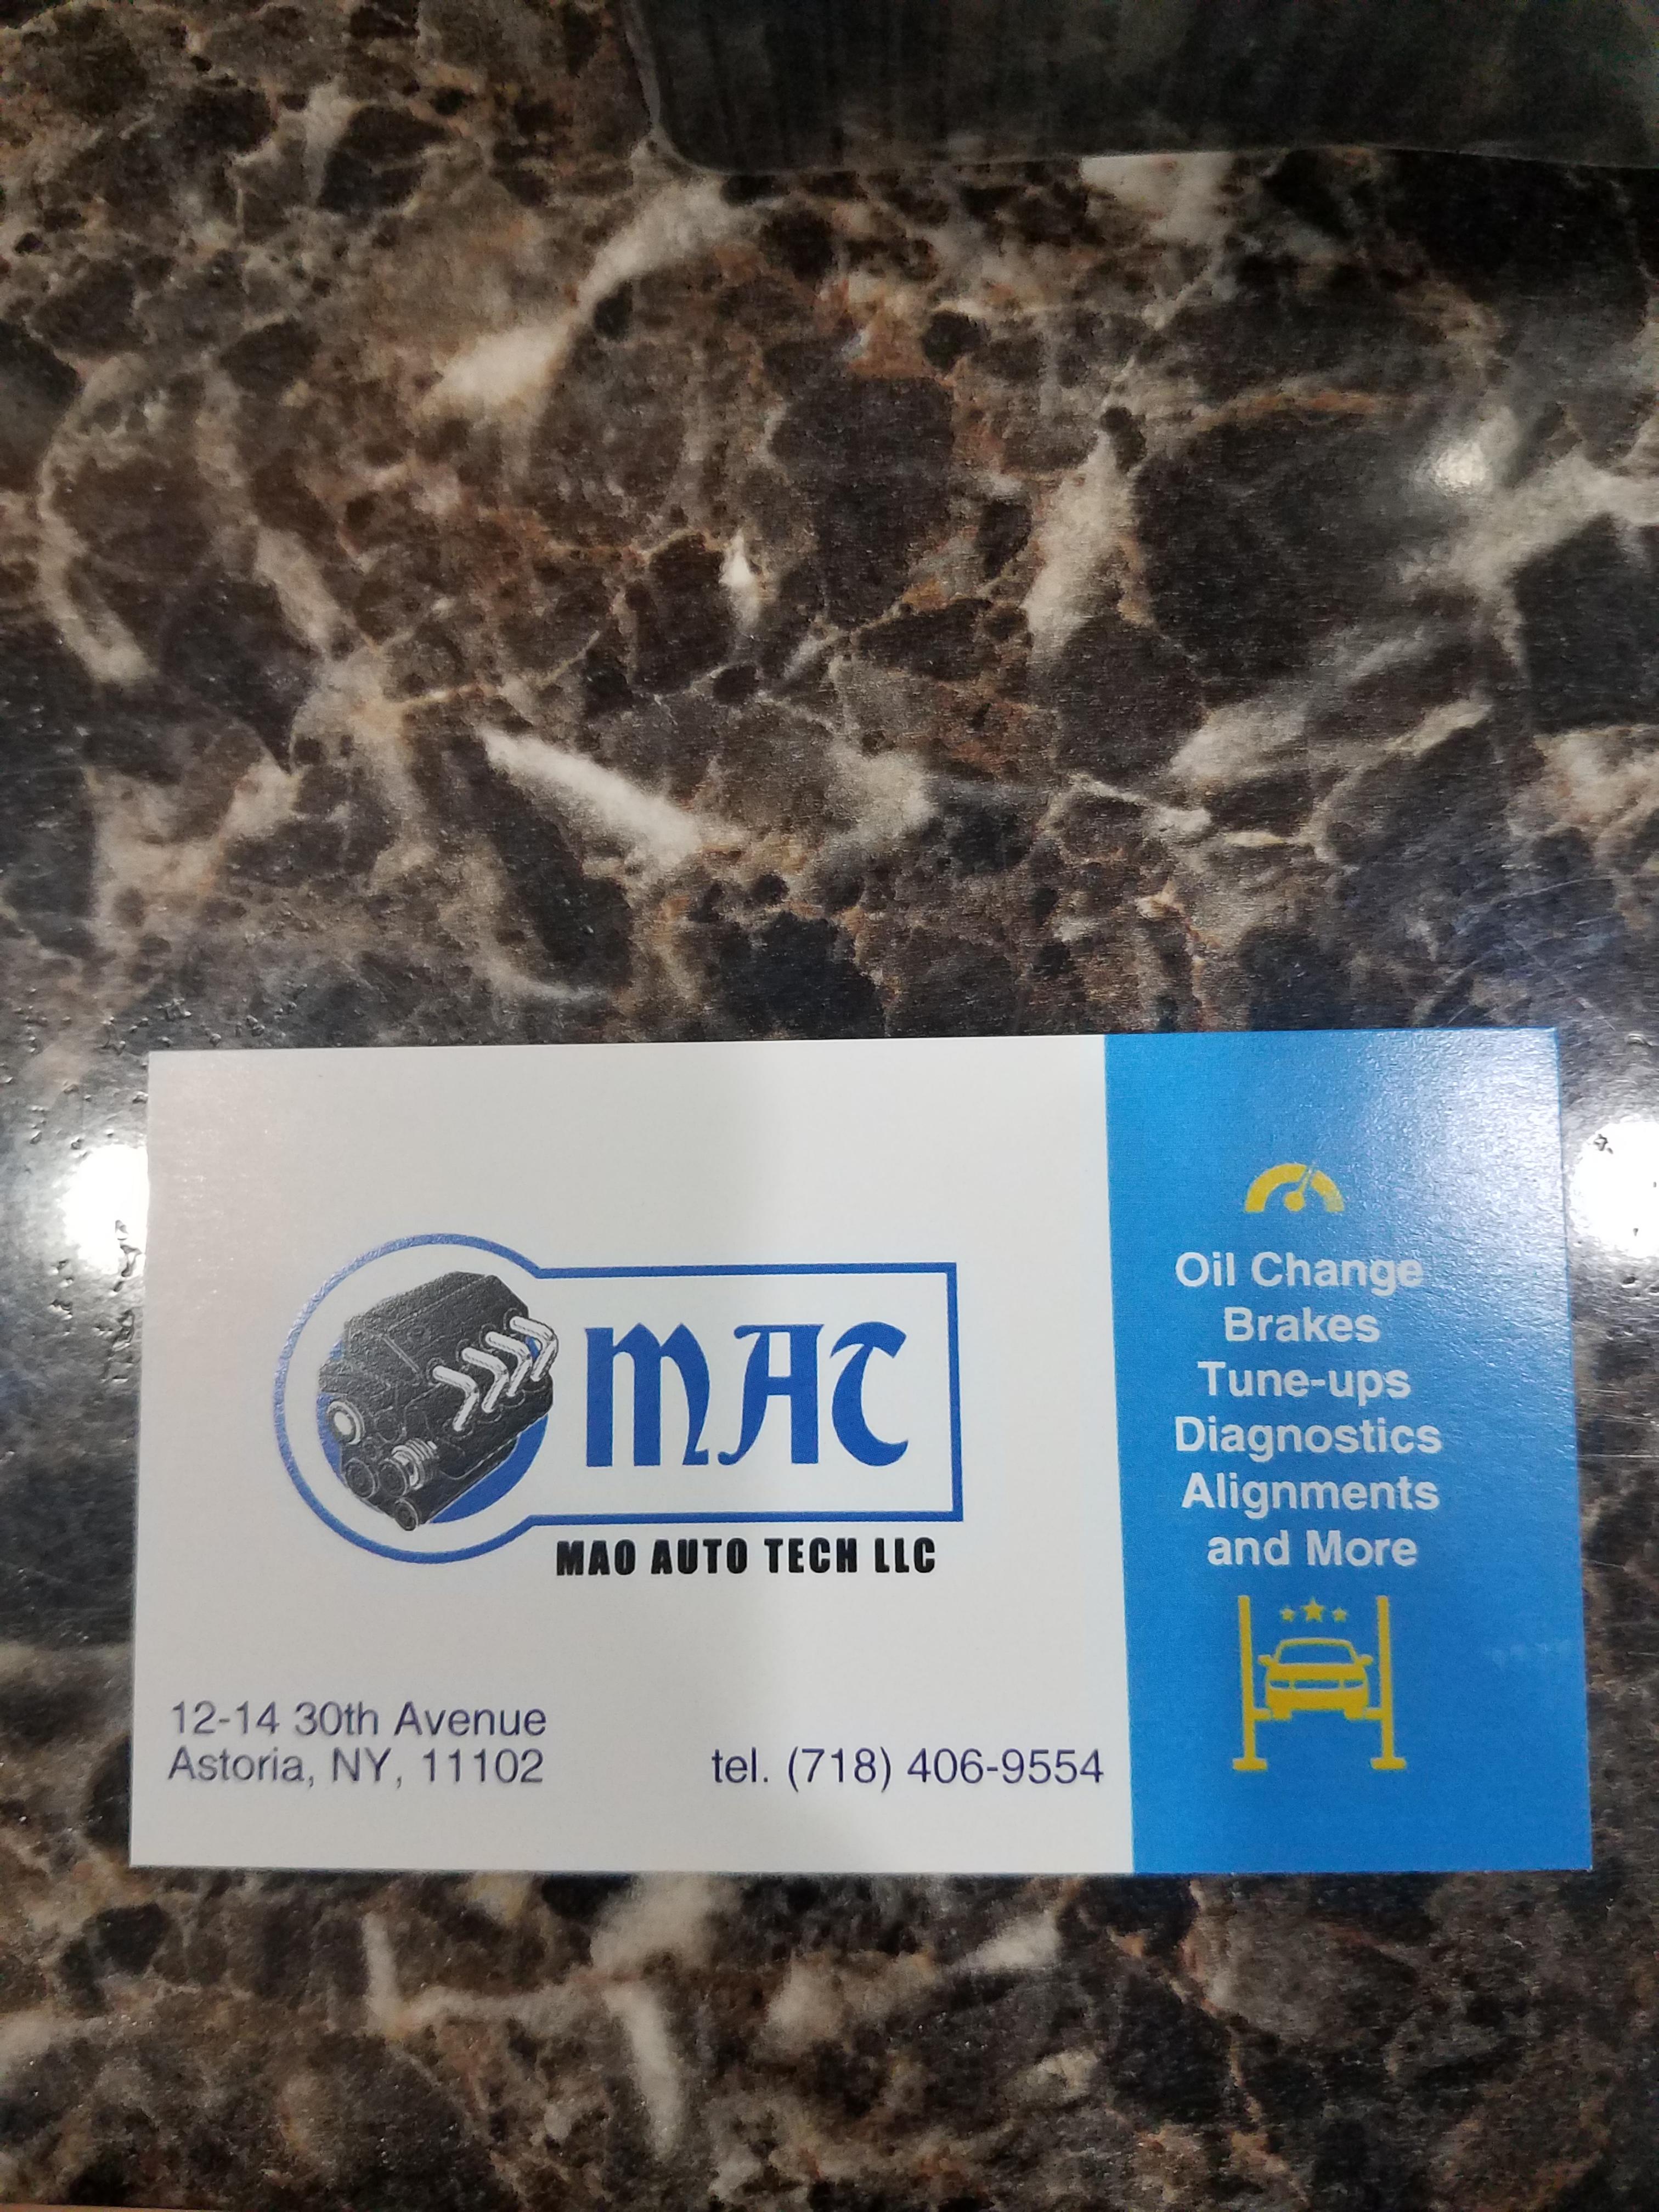 MAT
MAO AUTO TECH LLC
12-14 30th Avenue
Astoria, NY, 11102
tel. (718) 406-9554
Oil Change
Brakes
Tune-ups
Diagnostics
Alignments
and More